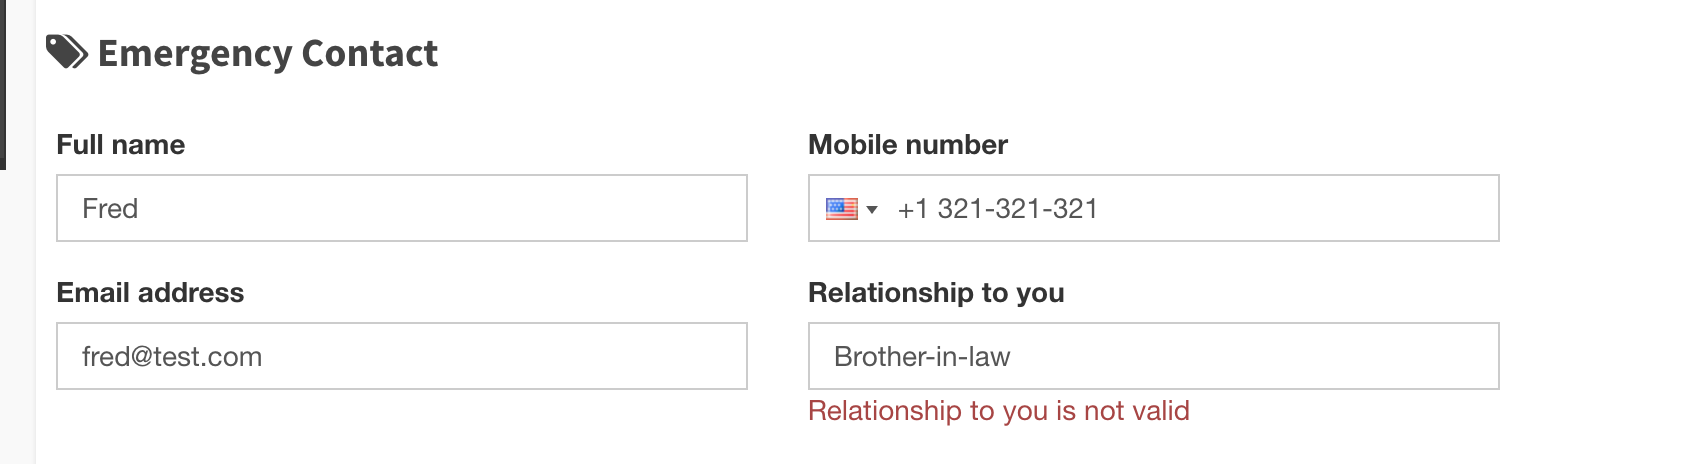 Emergency Contact
Full name
Mobile number
Fred
+1 321-321-321
Email address
Relationship to you
fred@test.com
Brother-in-law
Relationship to you is not valid